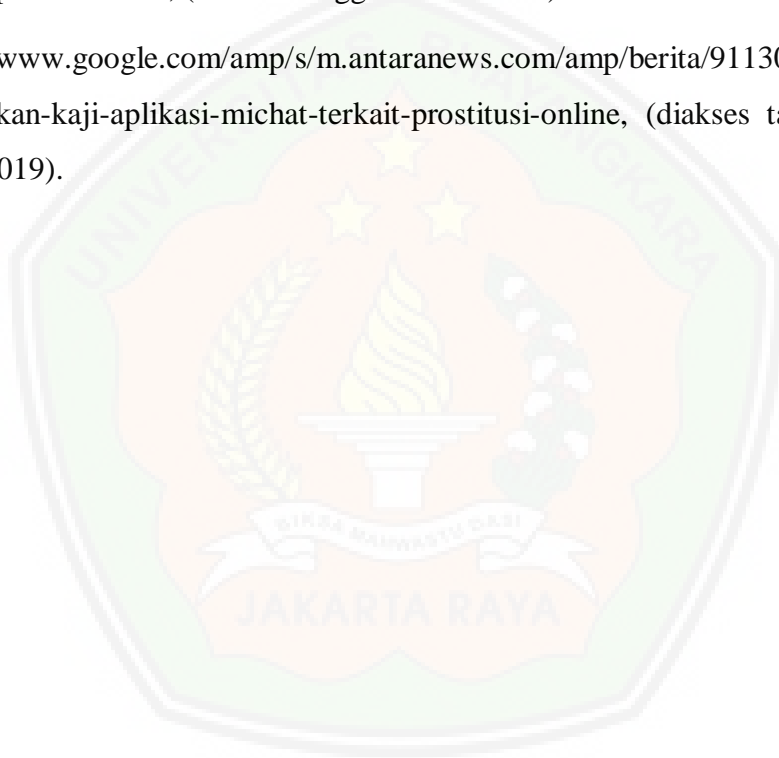 www.google.com/amp/s/m.antaranews.com/amp/berita/91130
kan-kaji-aplikasi-michat-terkait-prostitusi-online, (diakses ta
019).
UNIVERSITAS BHAYANGKARA
JAKARTA RAYA